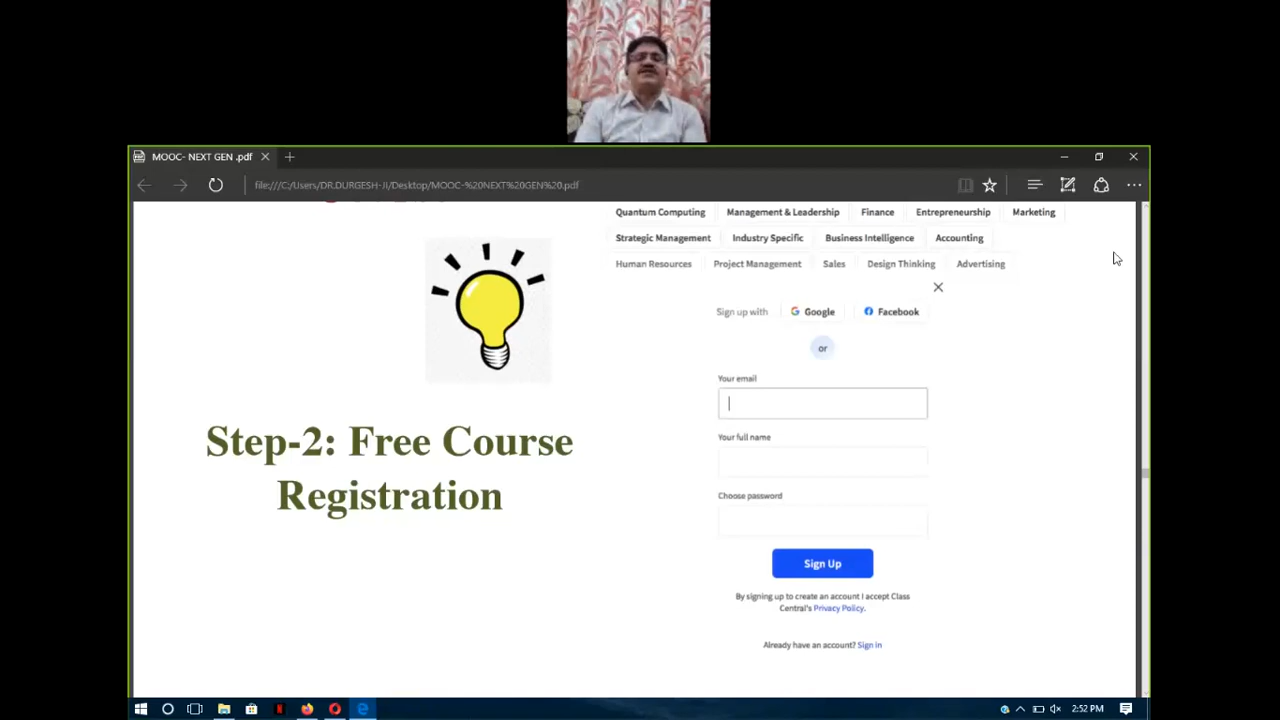 MOOC- NEXT GEN .pdf
file:///C:/Users/DR.DURGESH-JI/Desktop/MOOC-%20NEXT%20GEN%20.pdf
Quantum Computing Management & Leadership Finance Entrepreneurship Marketing
Strategic Management Industry Specific Business Intelligence Accounting
Human Resources Project Management Sales Design Thinking Advertising
Sign up with Google Facebook
or
Your email
Your full name
Choose password
Sign Up
By signing up to create an account I accept Class
Central's Privacy Policy.
Already have an account? Sign in
Step-2: Free Course
Registration
2:52 PM